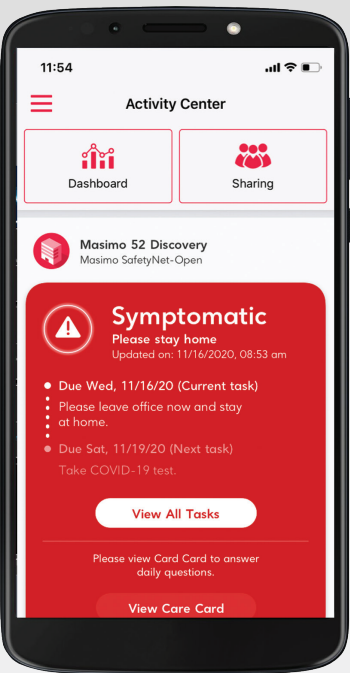 11:54
Activity Center
Dashboard
Sharing
Masimo 52 Discovery
Masimo SafetyNet-Open
Symptomatic
Please stay home
Updated on: 11/16/2020, 08:53 am
Due Wed, 11/16/20 (Current task)
Please leave office now and stay
at home.
Due Sat, 11/19/20 (Next task)
Take COVID-19 test.
View All Tasks
Please view Card Card to answer
daily questions.
View Care Card